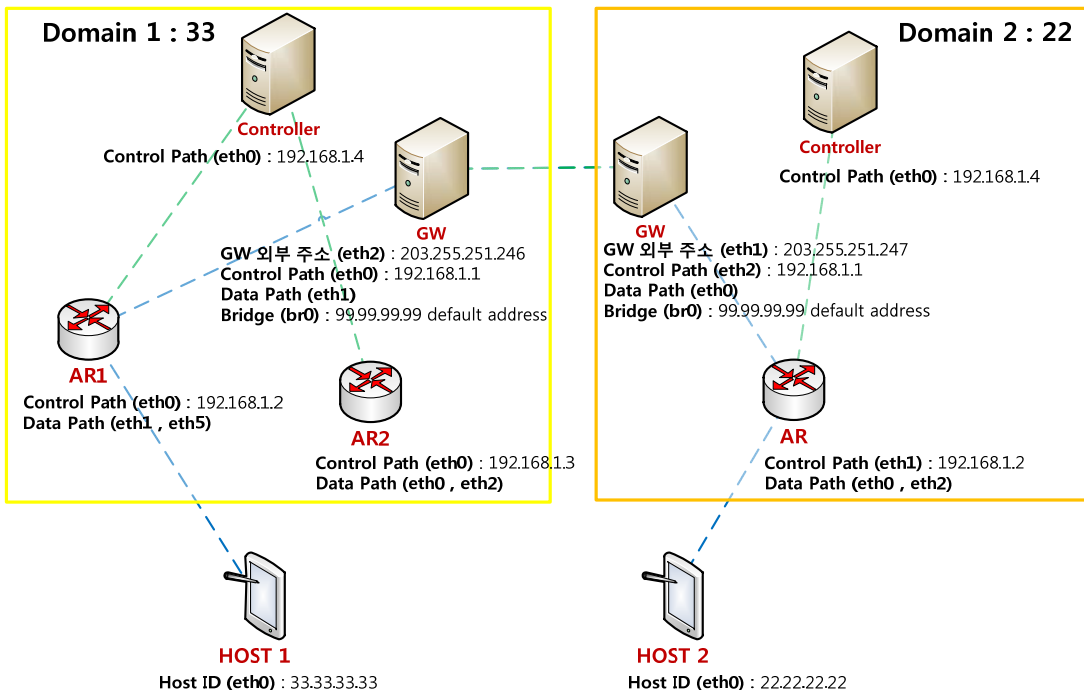 Domain 1 : 33
Controller
Control Path (eth0) : 192.168.1.4
GW
GW 외부 주소 (eth2) : 203.255.251.246
Control Path (eth0) : 192.168.1.1
Data Path (eth1)
Bridge (br0) : 99.99.99.99 default address
AR1
Control Path (eth0) : 192.168.1.2
Data Path (eth1 , eth5)
AR2
Control Path (eth0) : 192.168.1.3
Data Path (eth0 , eth2)
Domain 2 : 22
Controller
Control Path (eth0) : 192.168.1.4
GW
GW 외부 주소 (eth1) : 203.255.251.247
Control Path (eth2) : 192.168.1.1
Data Path (eth0)
Bridge (br0) : 99.99.99.99 default address
AR
Control Path (eth1) : 192.168.1.2
Data Path (eth0 , eth2)
HOST 1
Host ID (eth0) : 33.33.33.33
HOST 2
Host ID (eth0) : 22.22.22.22